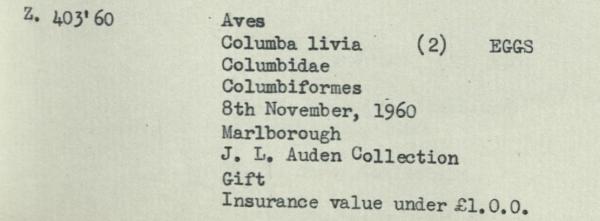 Z. 403'60 Aves
Columba livia (2) EGGS
Columbidae
Columbiformes
8th November, 1960
Marlborough
J. L. Auden Collection
Gift
Insurance value under £1.0.0.